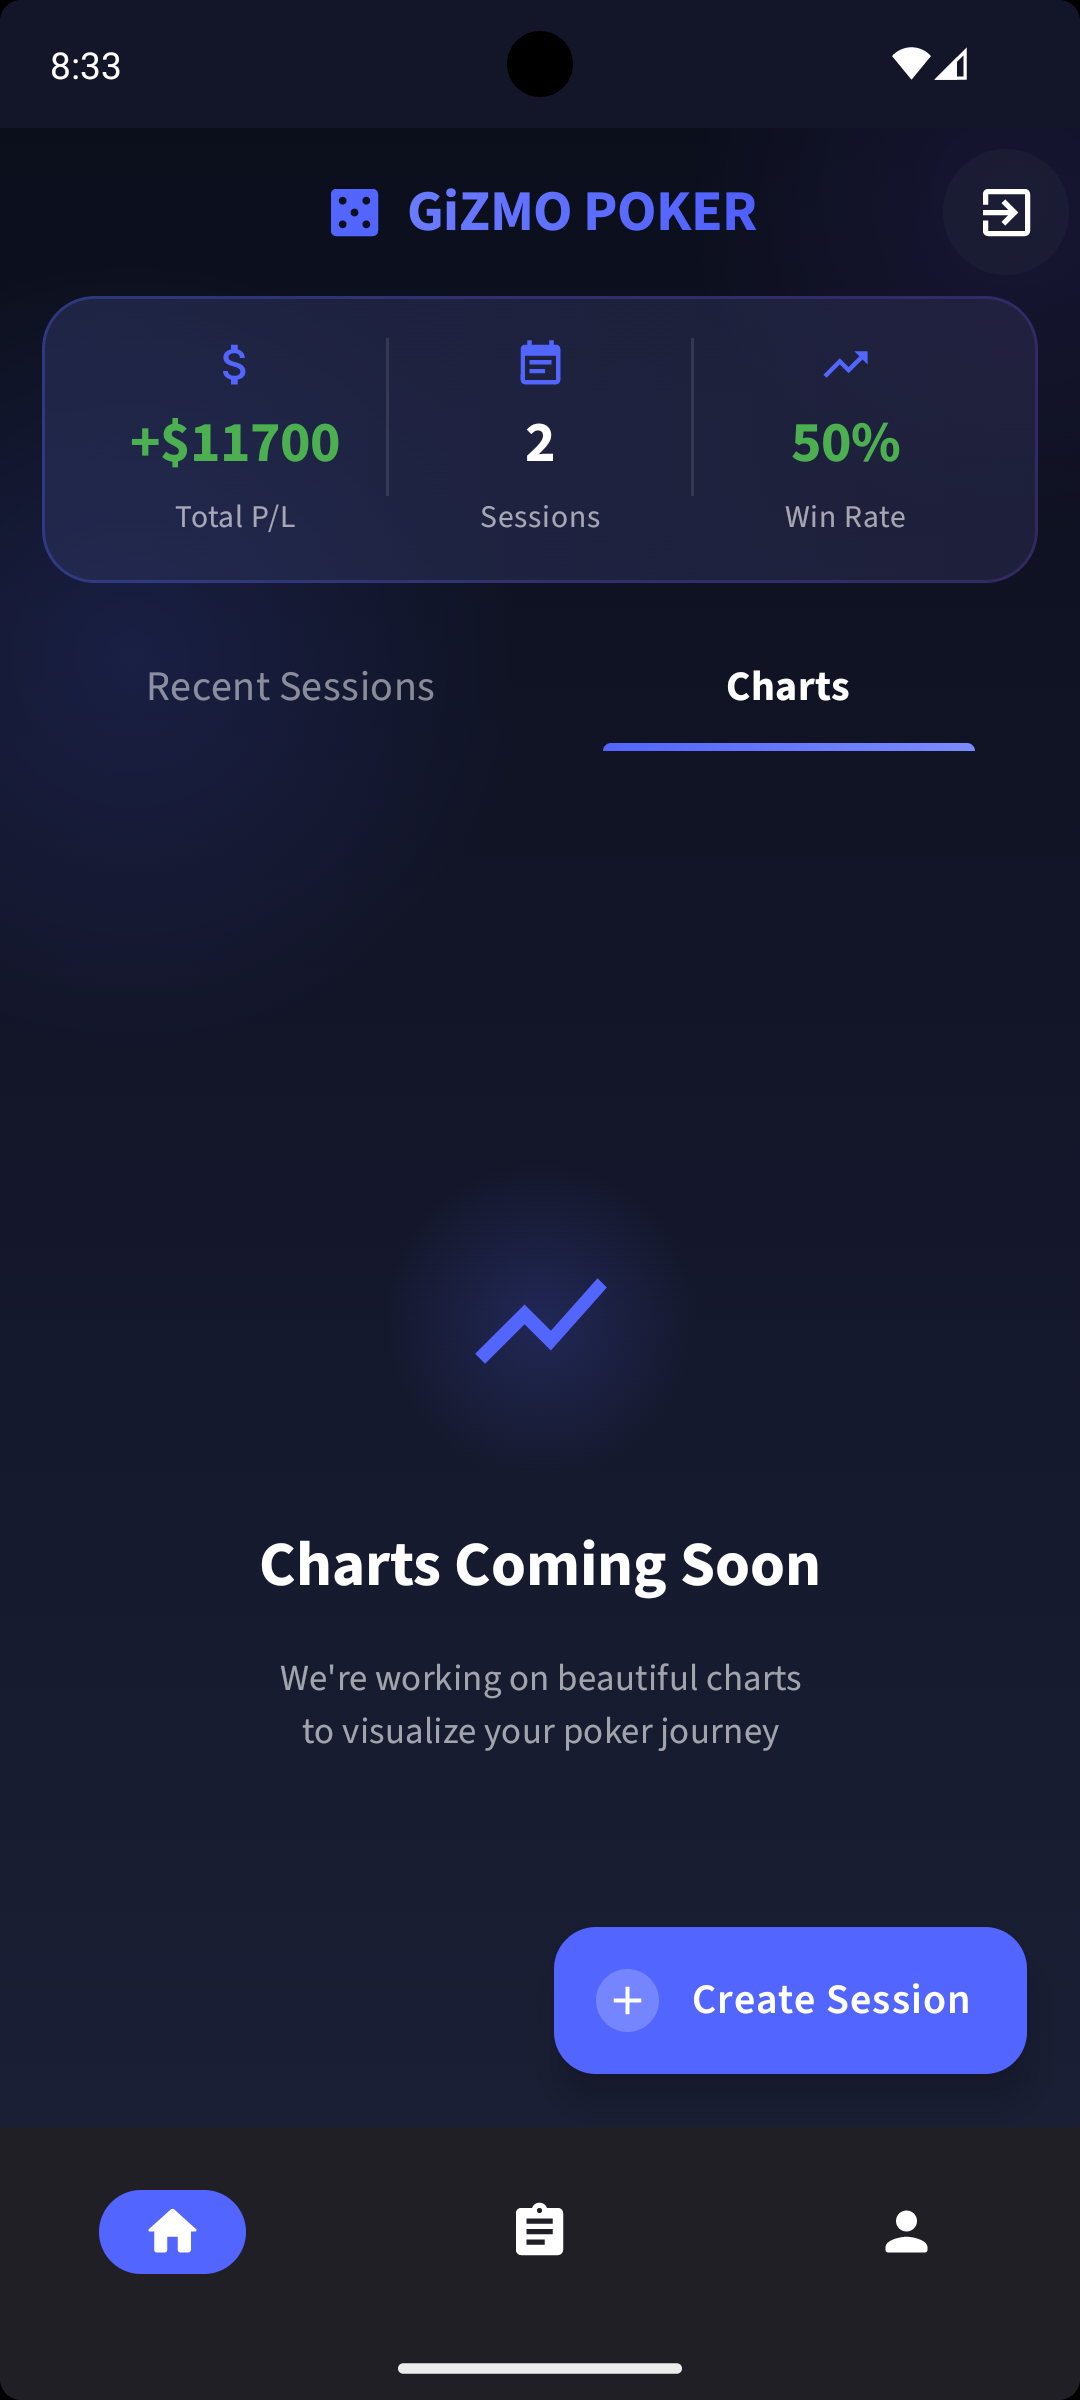 8:33
GiZMO POKER
+$11700
Total P/L
2
Sessions
50%
Win Rate
Recent Sessions
Charts
Charts Coming Soon
We're working on beautiful charts
to visualize your poker journey
Create Session